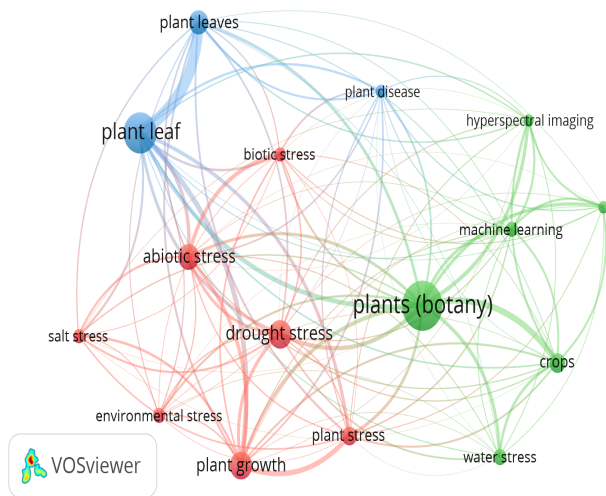 plant leaves
plant disease
hyperspectral imaging
plant leaf
biotic stress
machine learning
abiotic stress
plants (botany)
drought stress
salt stress
crops
environmental stress
plant stress
water stress
plant growth
VOSviewer